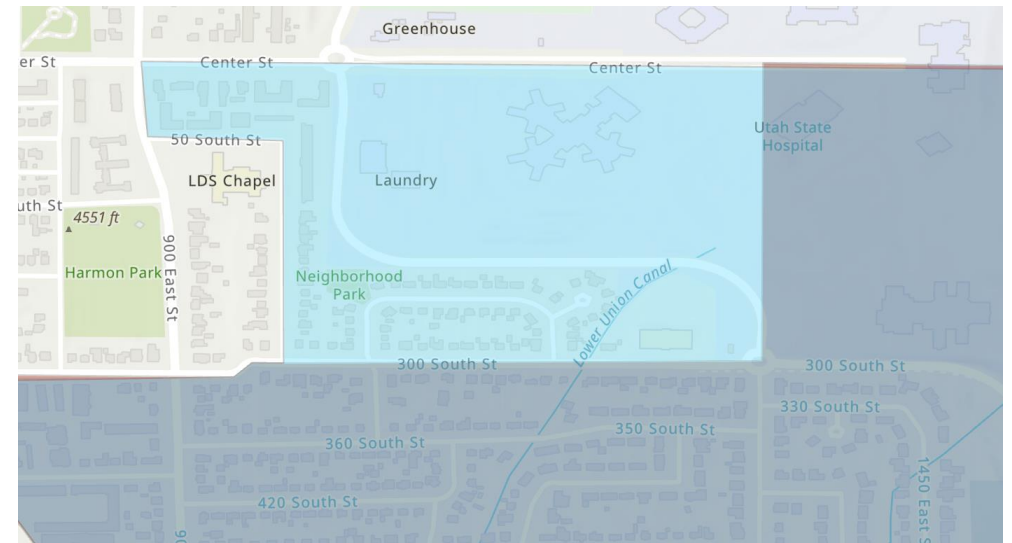 Greenhouse
er St
Center St
Center St
Utah State
Hospital
50 South St
LDS Chapel
Laundry
uth St
4551 ft
900 East St
Harmon Park
Neighborhood
Park
Lower Union Canal
300 South St
300 South St
330 South St
350 South St
360 South St
420 South St
1450 East S
90